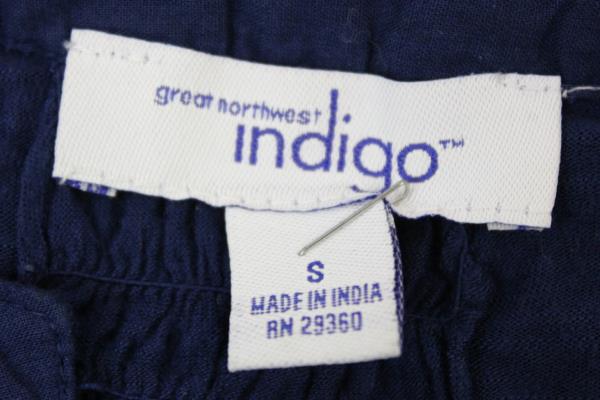 great northwest
indigo™
S
MADE IN INDIA
RN 29360